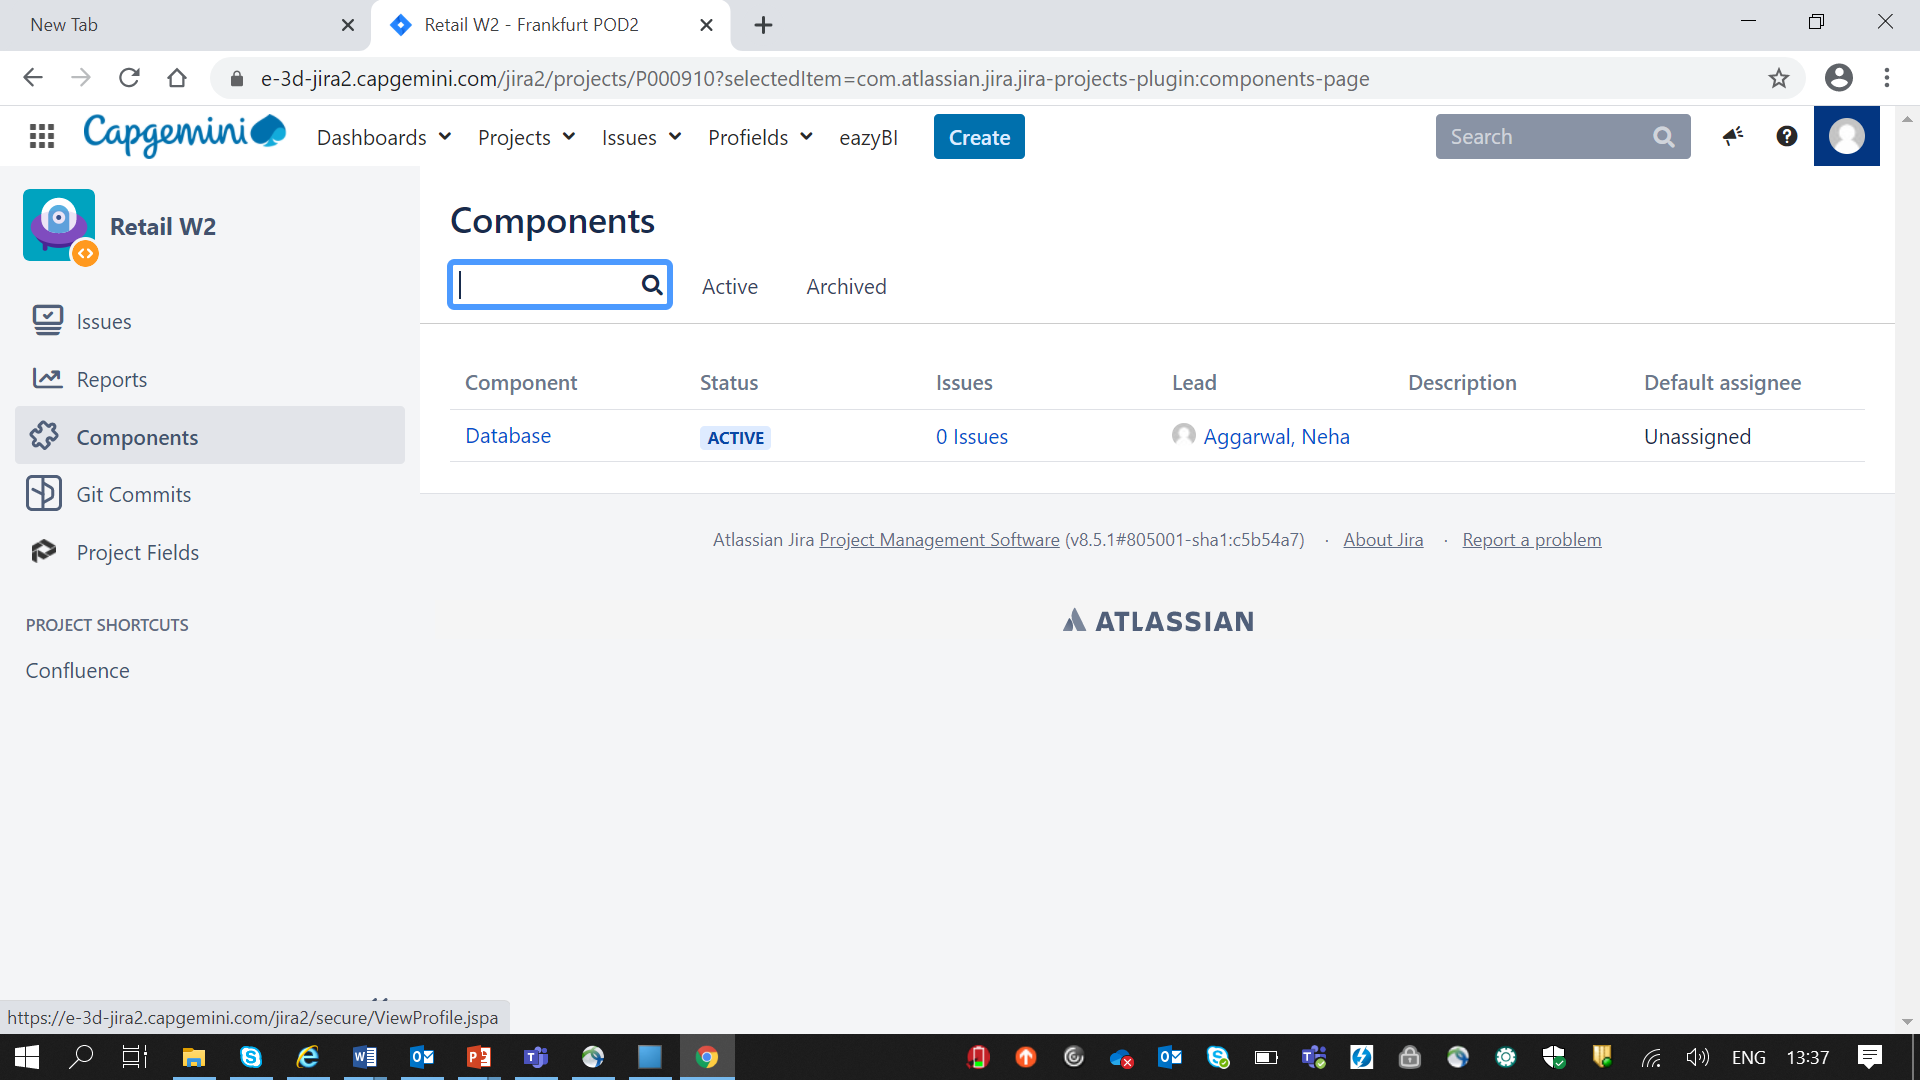 New Tab
Retail W2 - Frankfurt POD2
e-3d-jira2.capgemini.com/jira2/projects/P000910?selectedItem=com.atlassian.jira.jira-projects-plugin:components-page
Capgemini
Dashboards
Projects
Issues
Profields
eazyBI
Create
Search
Retail W2
Issues
Reports
Components
Git Commits
Project Fields
PROJECT SHORTCUTS
Confluence
Components
Active
Archived
Component Status Issues Lead Description Default assignee
Database ACTIVE 0 Issues Aggarwal, Neha Unassigned
Atlassian Jira Project Management Software (v8.5.1#805001-sha1:c5b54a7) · About Jira · Report a problem
ATLASSIAN
https://e-3d-jira2.capgemini.com/jira2/secure/ViewProfile.jspa
ENG
13:37